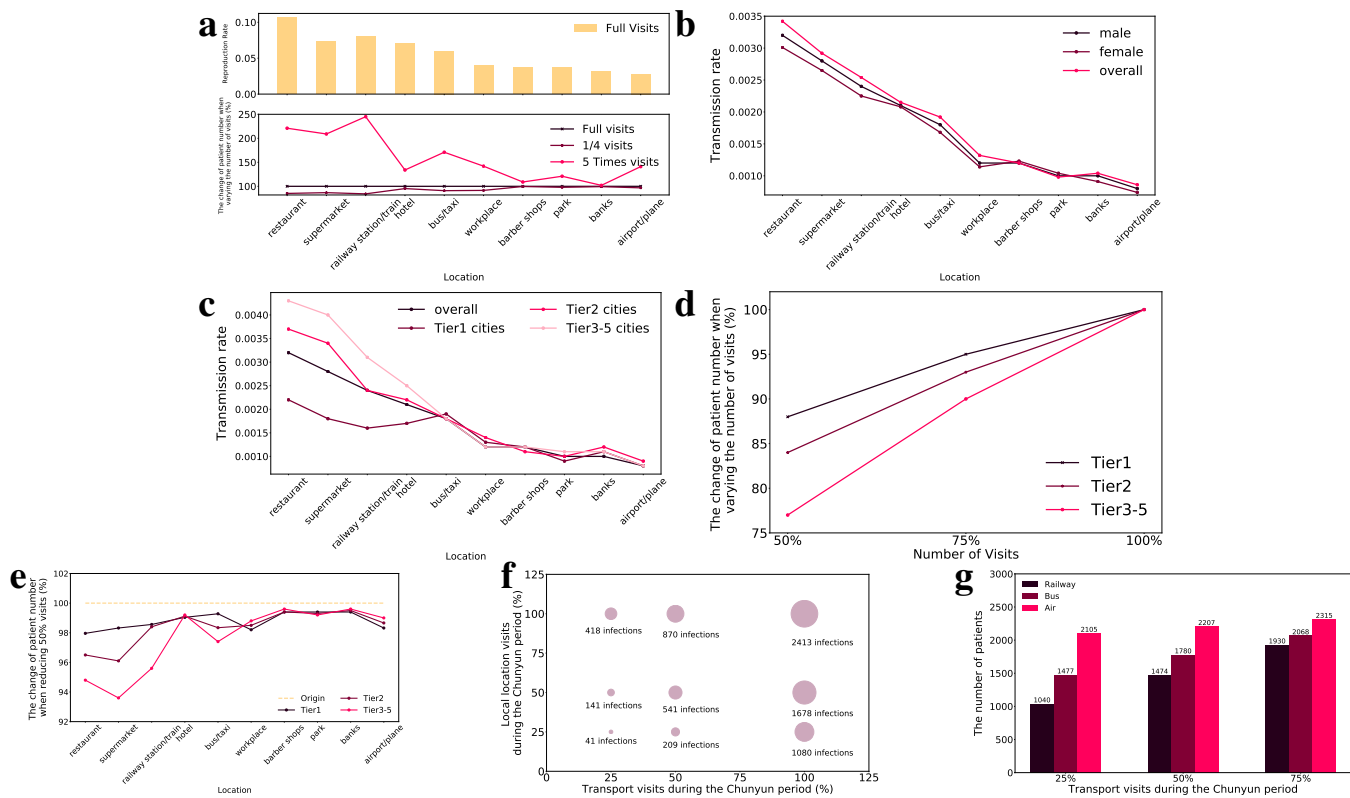 a
Reproduction Rate
0.10
0.05
0.00
Full Visits
The change of patient number when
varying the number of visits (%)
250
200
150
100
Full visits
1/4 visits
5 Times visits
restaurant
supermarket
railway station/train
hotel
bus/taxi
workplace
barber shops
park
banks
airport/plane
Location
b
Transmission rate
0.0035
0.0030
0.0025
0.0020
0.0015
0.0010
male
female
overall
restaurant
supermarket
railway station/train
hotel
bus/taxi
workplace
barber shops
park
banks
airport/plane
Location
c
Transmission rate
0.0040
0.0035
0.0030
0.0025
0.0020
0.0015
0.0010
overall
Tier1 cities
Tier2 cities
Tier3-5 cities
restaurant
supermarket
railway station/train
hotel
bus/taxi
workplace
barber shops
park
banks
airport/plane
Location
d
The change of patient number when
varying the number of visits (%)
100
95
90
85
80
75
Tier1
Tier2
Tier3-5
50%
75%
100%
Number of Visits
e
The change of patient number
when reducing 50% visits (%)
102
100
98
96
94
92
Origin
Tier1
Tier2
Tier3-5
restaurant
supermarket
railway station/train
hotel
bus/taxi
workplace
barber shops
park
banks
airport/plane
Location
f
Local location visits
during the Chunyun period (%)
125
100
75
50
25
0
418 infections
870 infections
2413 infections
141 infections
541 infections
1678 infections
41 infections
209 infections
1080 infections
0
25
50
75
100
125
Transport visits during the Chunyun period (%)
g
The number of patients
3000
2500
2000
1500
1000
500
0
Railway
Bus
Air
1040
1477
2105
1474
1780
2207
1930
2068
2315
25%
50%
75%
Transport visits during the Chunyun period